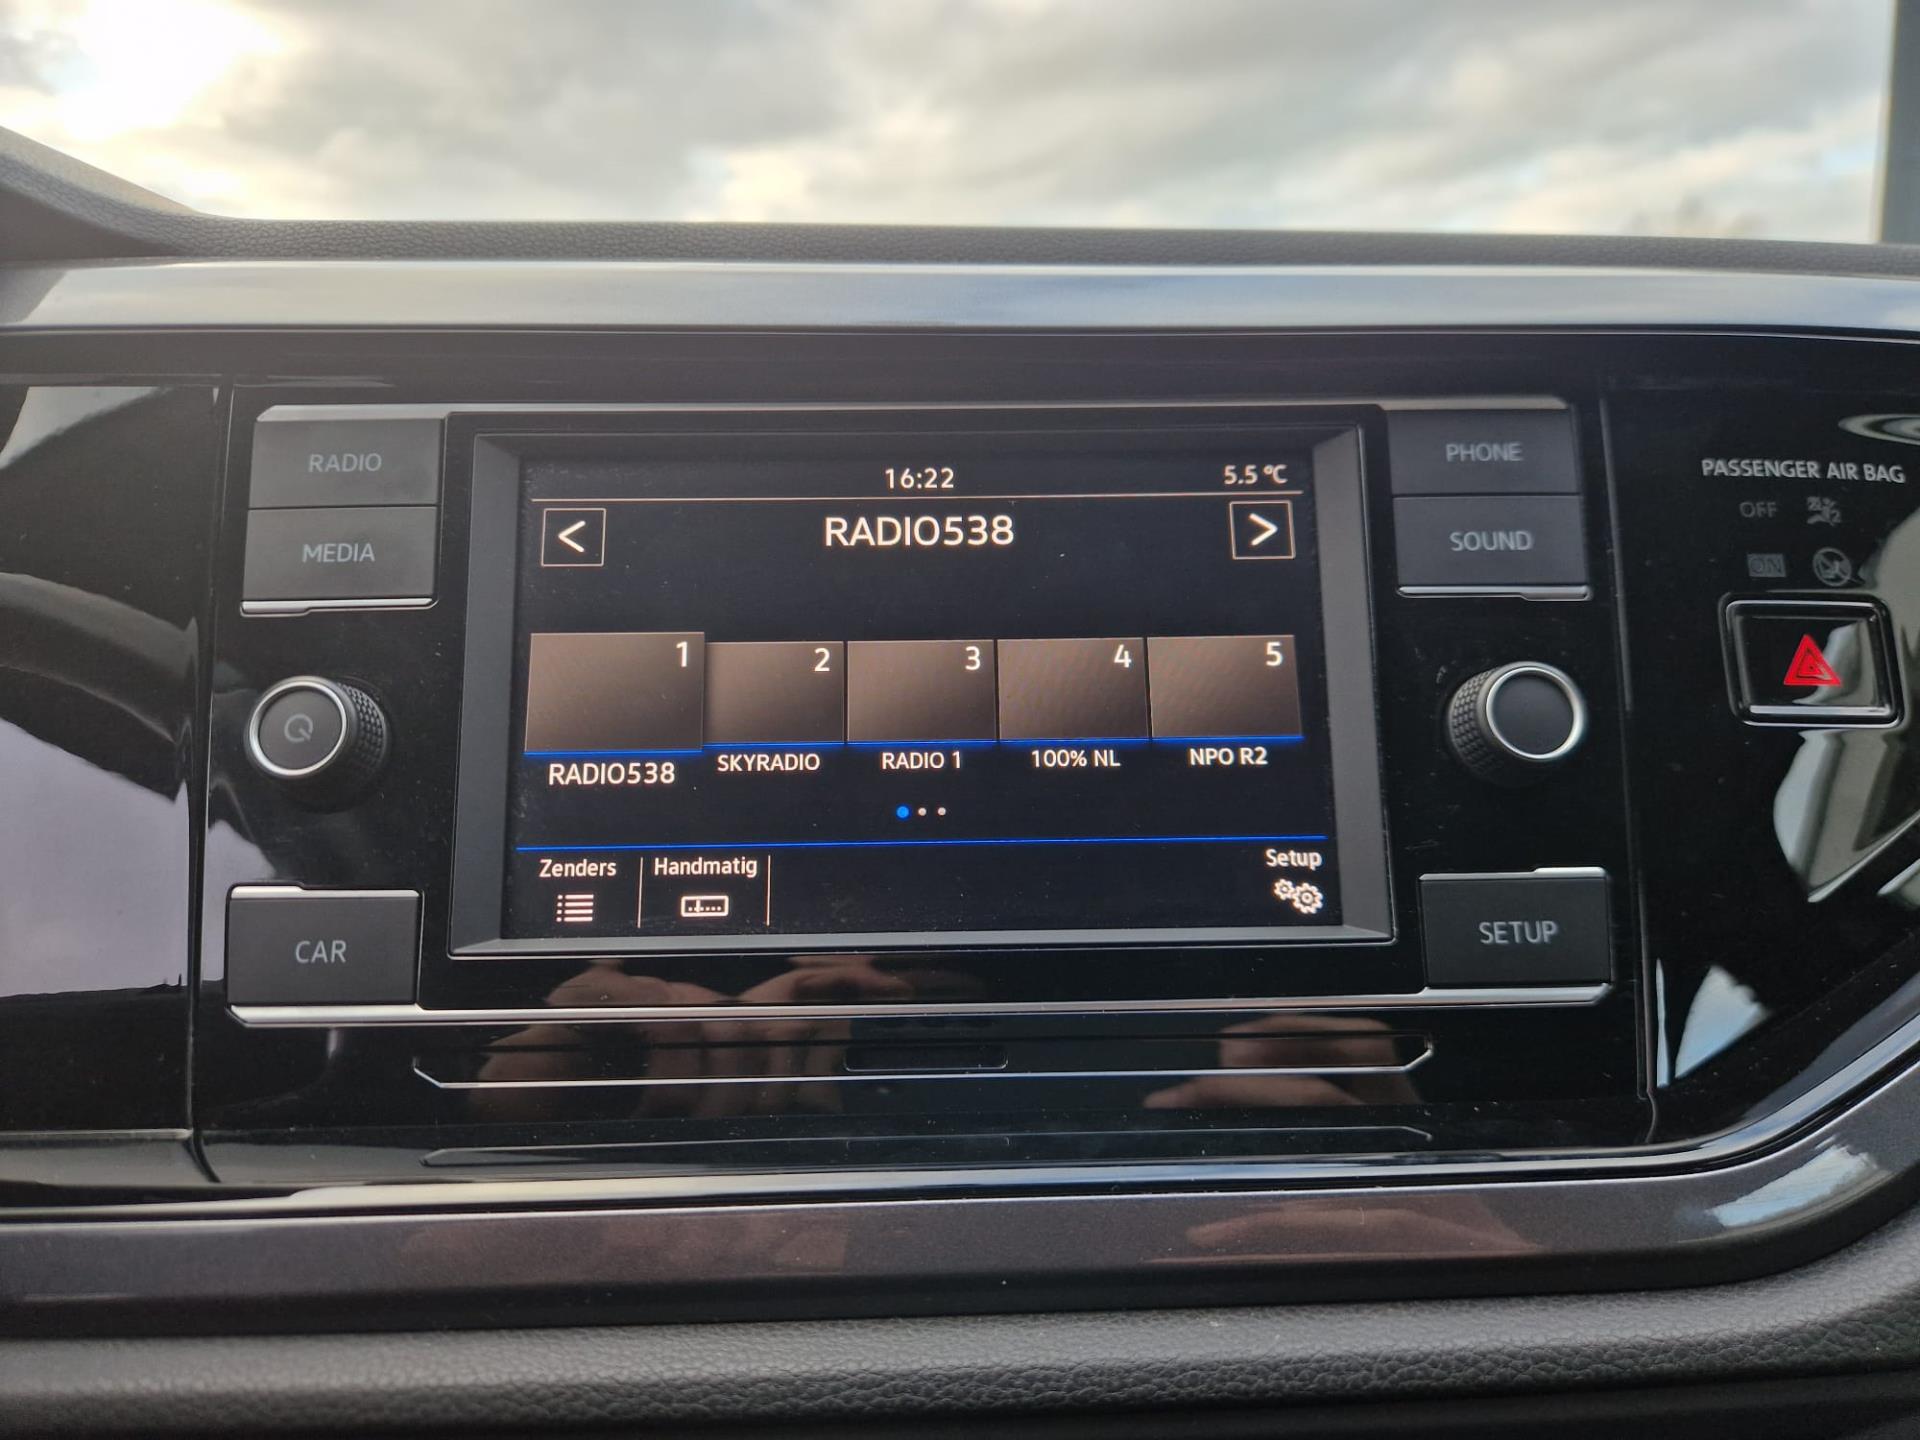 RADIO
MEDIA
CAR
16:22
5.5 °C
<
RADIO538
>
1
2
3
4
5
RADIO538
SKYRADIO
RADIO 1
100% NL
NPO R2
Zenders
Handmatig
Setup
PHONE
SOUND
SETUP
PASSENGER AIR BAG
OFF
ON